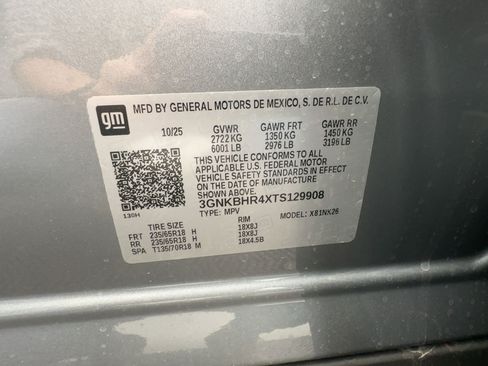 gm
MFD BY GENERAL MOTORS DE MEXICO, S. DE R.L. DE C.V.
10/25 GVWR GAWR FRT GAWR RR
2722 KG 1350 KG 1450 KG
6001 LB 2976 LB 3196 LB
THIS VEHICLE CONFORMS TO ALL
APPLICABLE U.S. FEDERAL MOTOR
VEHICLE SAFETY STANDARDS IN EFFECT
ON THE DATE OF MANUFACTURE
SHOWN ABOVE.
3GNKBHR4XTS129908
130H TYPE: MPV MODEL: X81NX26
TIRE SIZE RIM
FRT 235/65R18 H 18X8J
RR 235/65R18 H 18X8J
SPA T135/70R18 M 18X4.5B